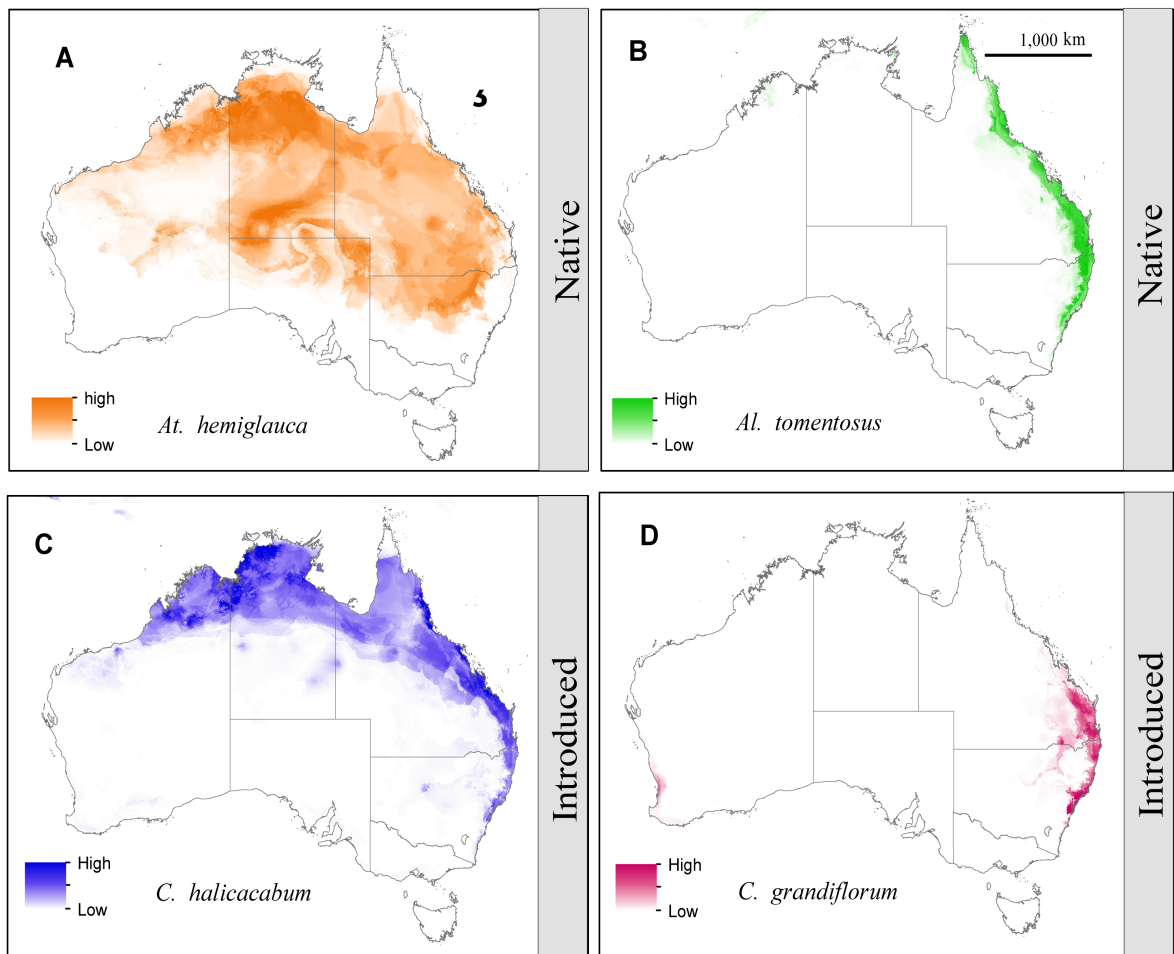 A
high
Low
At. hemiglauca
Native
B
1,000 km
High
Low
Al. tomentosus
Native
C
High
Low
C. halicacabum
Introduced
D
High
Low
C. grandiflorum
Introduced